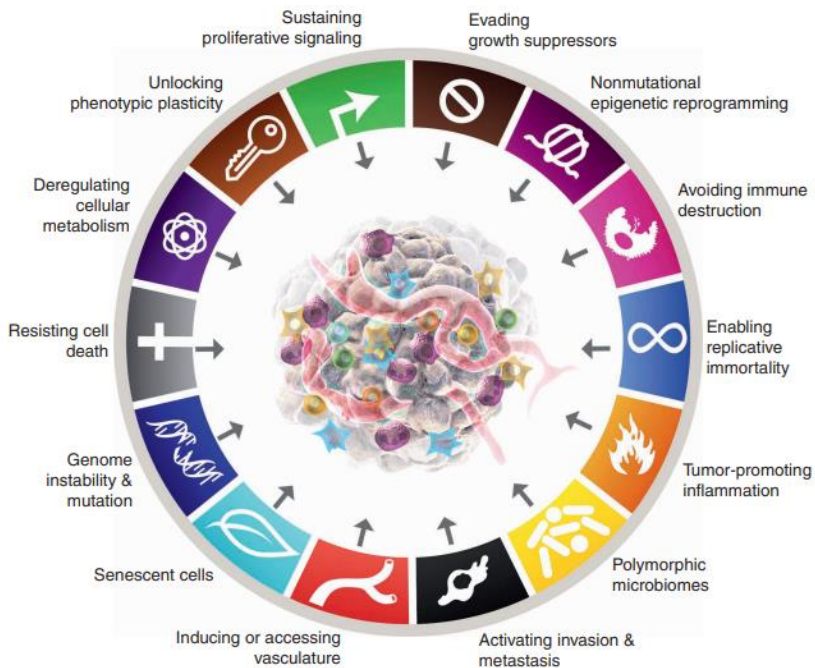 Sustaining
proliferative signaling
Evading
growth suppressors
Unlocking
phenotypic plasticity
Nonmutational
epigenetic reprogramming
Deregulating
cellular
metabolism
Avoiding immune
destruction
Resisting cell
death
Enabling
replicative
immortality
Genome
instability &
mutation
Tumor-promoting
inflammation
Senescent cells
Polymorphic
microbiomes
Inducing or accessing
vasculature
Activating invasion &
metastasis